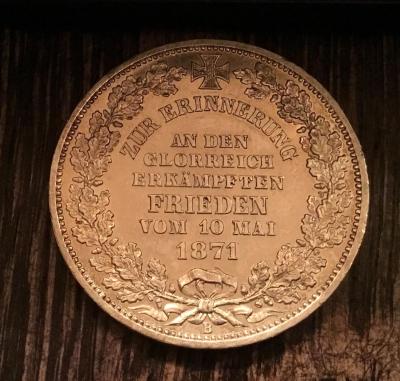 ZUR ERINNERUNG
AN DEN
GLORREICH
ERKÄMPFTEN
FRIEDEN
VOM 10 MAI
1871
B